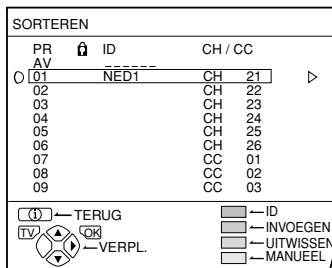 SORTEREN
PR ID CH / CC
AV ------
01 NED1 CH 21
02 CH 22
03 CH 23
04 CH 24
05 CH 25
06 CH 26
07 CC 01
08 CC 02
09 CC 03
TERUG
TV OK
VERPL.
ID
INVOEGEN
UITWISSEN
MANUEEL